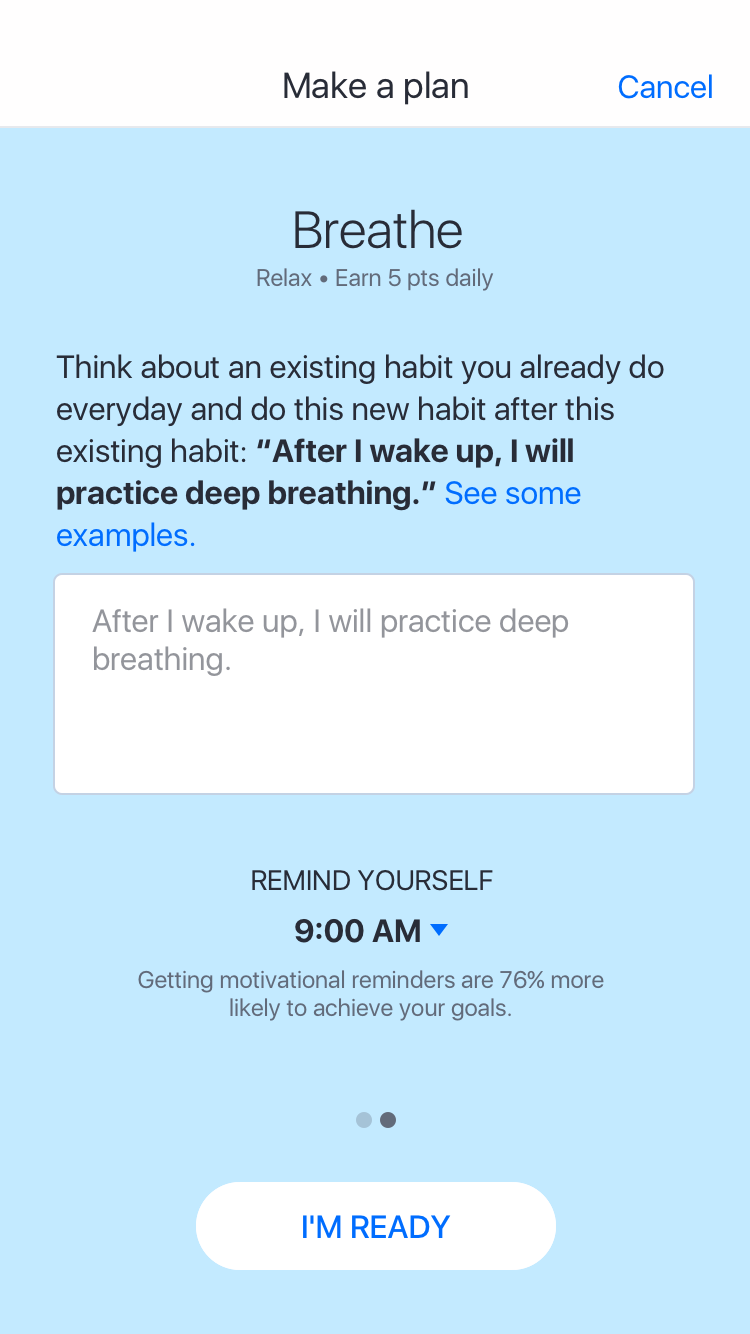 Make a plan
Cancel
Breathe
Relax • Earn 5 pts daily
Think about an existing habit you already do
everyday and do this new habit after this
existing habit: “After I wake up, I will
practice deep breathing.” See some
examples.
After I wake up, I will practice deep
breathing.
REMIND YOURSELF
9:00 AM
Getting motivational reminders are 76% more
likely to achieve your goals.
I'M READY